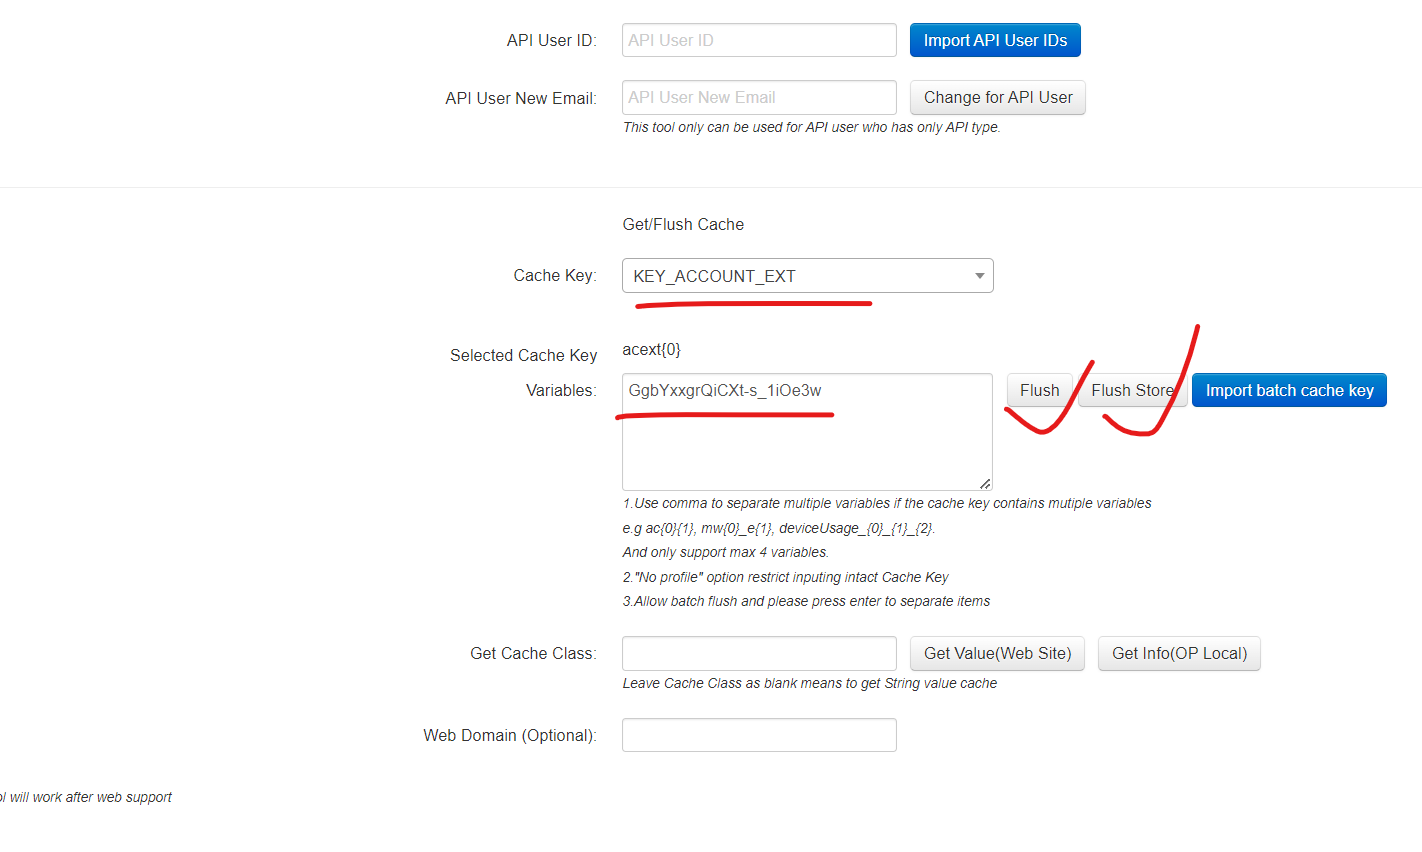 API User ID: API User ID Import API User IDs
API User New Email: API User New Email Change for API User
This tool only can be used for API user who has only API type.
Get/Flush Cache
Cache Key: KEY_ACCOUNT_EXT
Selected Cache Key acext{0}
Variables: GgbYxxgrQiCXt-s_1iOe3w Flush Flush Store Import batch cache key
1.Use comma to separate multiple variables if the cache key contains mutiple variables
e.g ac{0}{1}, mw{0}_e{1}, deviceUsage_{0}_{1}_{2}.
And only support max 4 variables.
2."No profile" option restrict inputing intact Cache Key
3.Allow batch flush and please press enter to separate items
Get Cache Class: Get Value(Web Site) Get Info(OP Local)
Leave Cache Class as blank means to get String value cache
Web Domain (Optional):
ol will work after web support